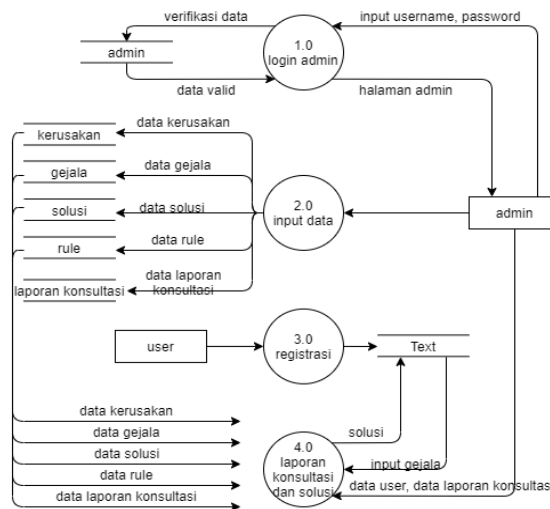 verifikasi data
input username, password
admin
1.0
login admin
data valid
halaman admin
kerusakan
data kerusakan
gejala
data gejala
solusi
data solusi
2.0
input data
admin
rule
data rule
laporan konsultasi
data laporan
konsultasi
user
3.0
registrasi
Text
data kerusakan
data gejala
data solusi
data rule
data laporan konsultasi
4.0
laporan
konsultasi
dan solusi
solusi
input gejala
data user, data laporan konsultas